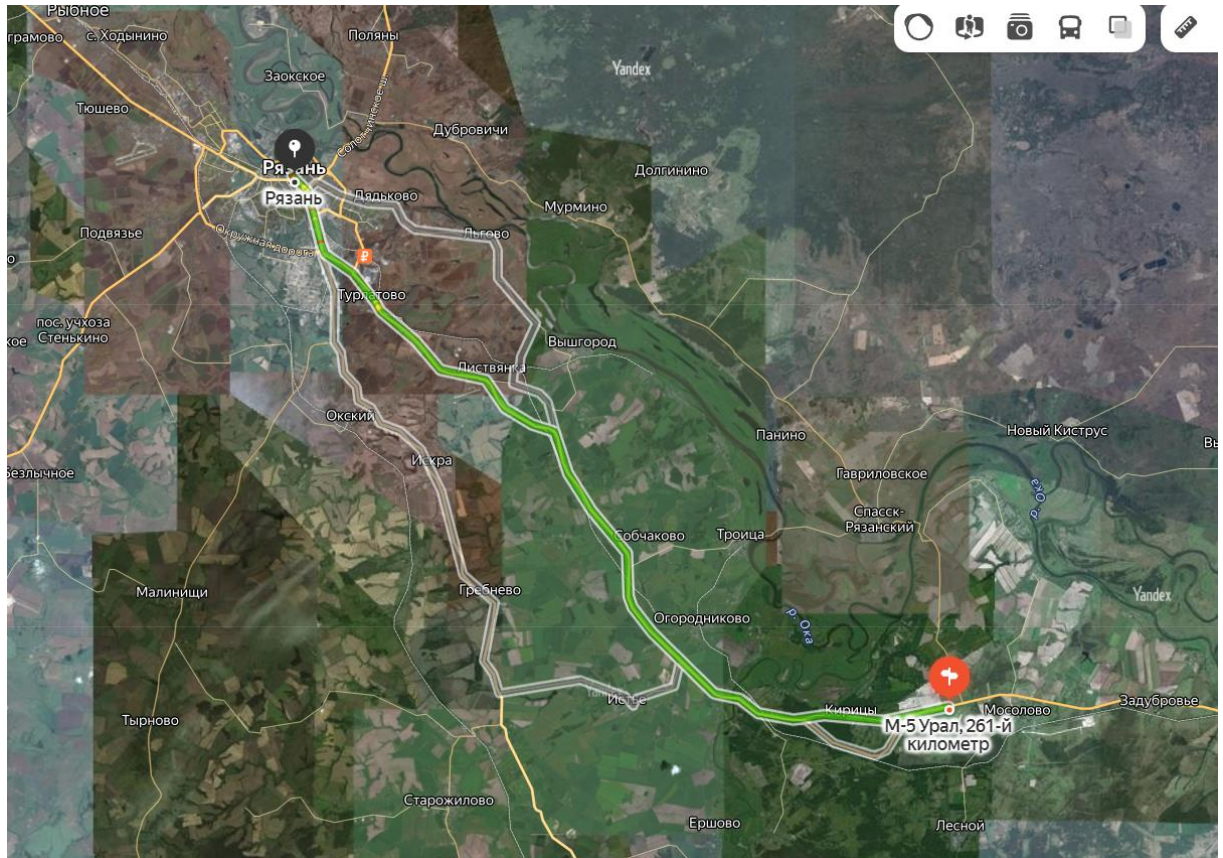 Рыбное
с. Ходынино
Поляны
Yandex
Заокское
Тюшево
Солотчинское ш.
Дубровичи
Рязань
Рязань
Дядьково
Долгинино
Мурмино
Льгово
Подвязье
Окружная дорога
₽
Турлатово
пос. учхоза
Стенькино
Вышгород
Листвянка
Окский
Искра
Панино
Новый Киструс
Гавриловское
р. Ока
Спасск-
Рязанский
Собчаково
Троица
Малинищи
Гребнево
Yandex
Огородниково
р. Ока
Истье
Кирицы
Мосолово
Задубровье
М-5 Урал, 261-й
километр
Тырново
Старожилово
Ершово
Лесной